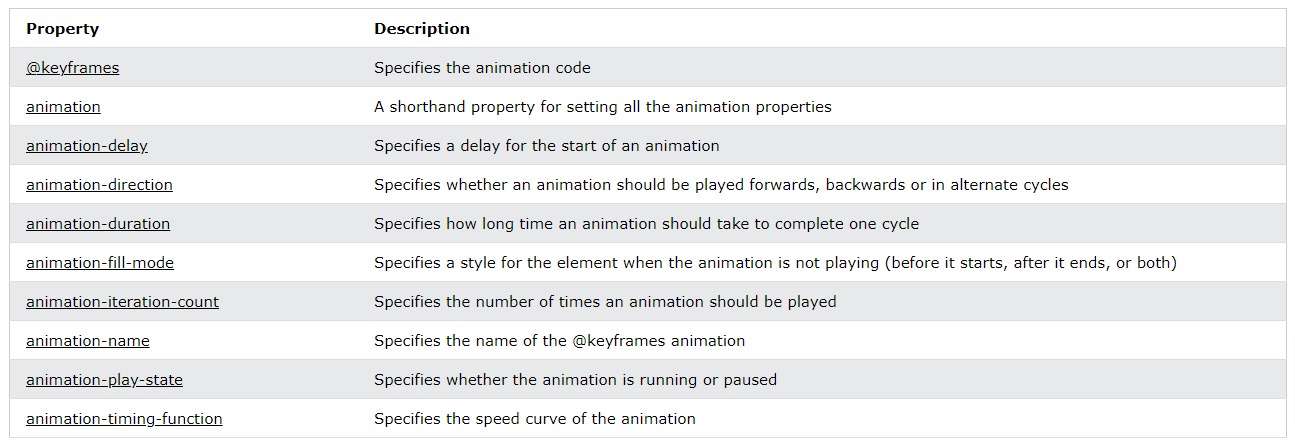 Property Description
@keyframes Specifies the animation code
animation A shorthand property for setting all the animation properties
animation-delay Specifies a delay for the start of an animation
animation-direction Specifies whether an animation should be played forwards, backwards or in alternate cycles
animation-duration Specifies how long time an animation should take to complete one cycle
animation-fill-mode Specifies a style for the element when the animation is not playing (before it starts, after it ends, or both)
animation-iteration-count Specifies the number of times an animation should be played
animation-name Specifies the name of the @keyframes animation
animation-play-state Specifies whether the animation is running or paused
animation-timing-function Specifies the speed curve of the animation